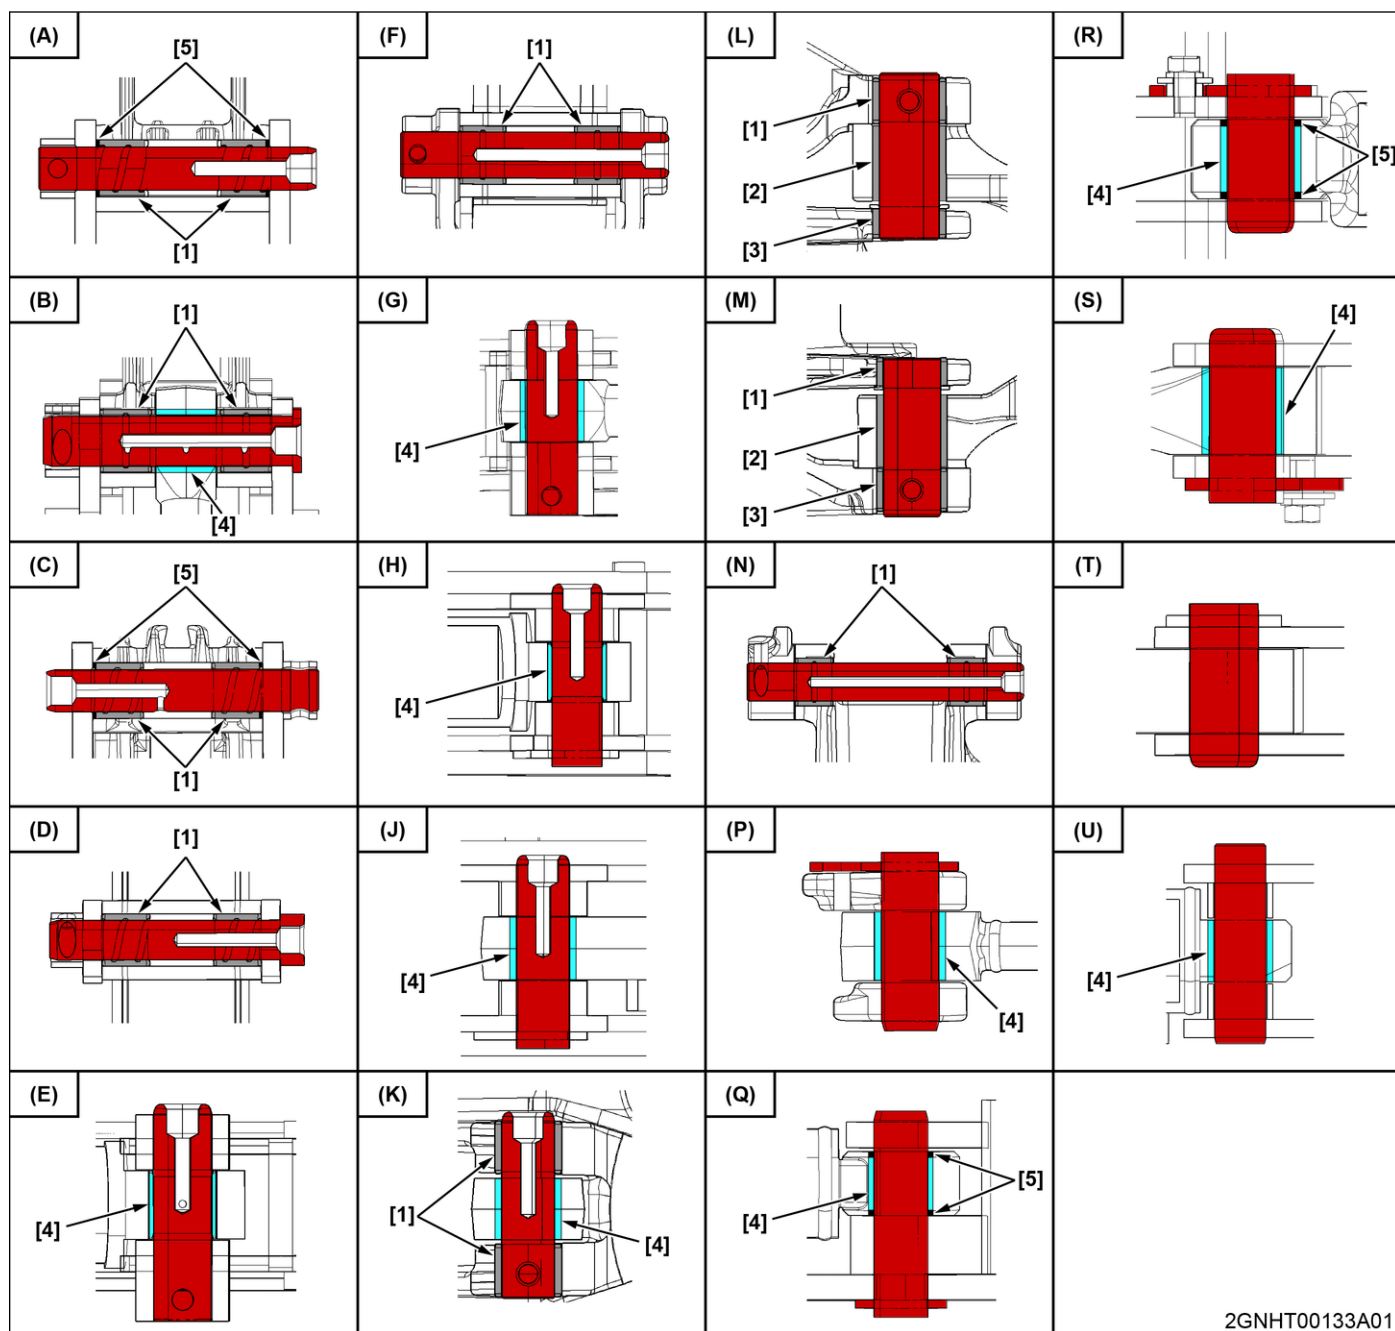 (A)
[5]
[1]
(F)
[1]
(L)
[1]
[2]
[3]
(R)
[4]
[5]
(B)
[1]
[4]
(G)
[4]
(M)
[1]
[2]
[3]
(S)
[4]
(C)
[5]
[1]
(H)
[4]
(N)
[1]
(T)
(D)
[1]
(J)
[4]
(P)
[4]
(U)
[4]
(E)
[4]
(K)
[1]
[4]
(Q)
[4]
[5]
2GNHT00133A01